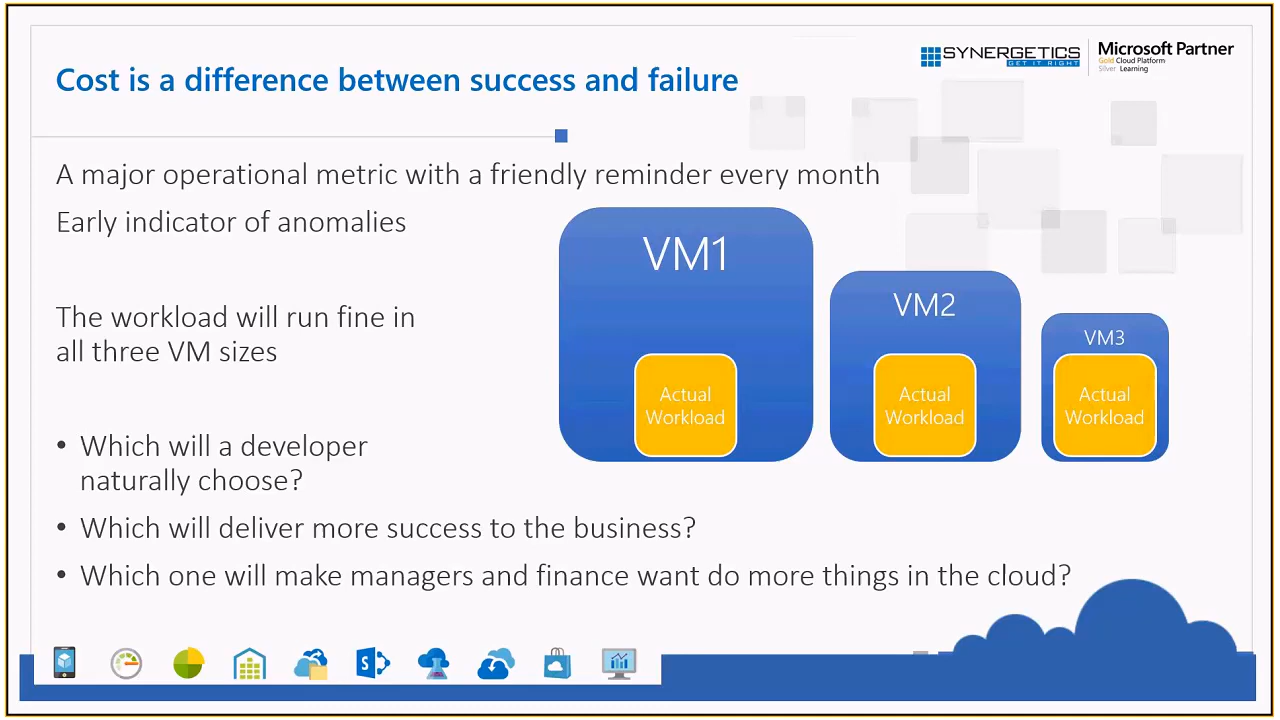 SYNERGETICS
GET IT RIGHT
Microsoft Partner
Gold Cloud Platform
Silver Learning
Cost is a difference between success and failure
A major operational metric with a friendly reminder every month
Early indicator of anomalies
The workload will run fine in
all three VM sizes
VM1
Actual
Workload
VM2
Actual
Workload
VM3
Actual
Workload
• Which will a developer
naturally choose?
• Which will deliver more success to the business?
• Which one will make managers and finance want do more things in the cloud?
S